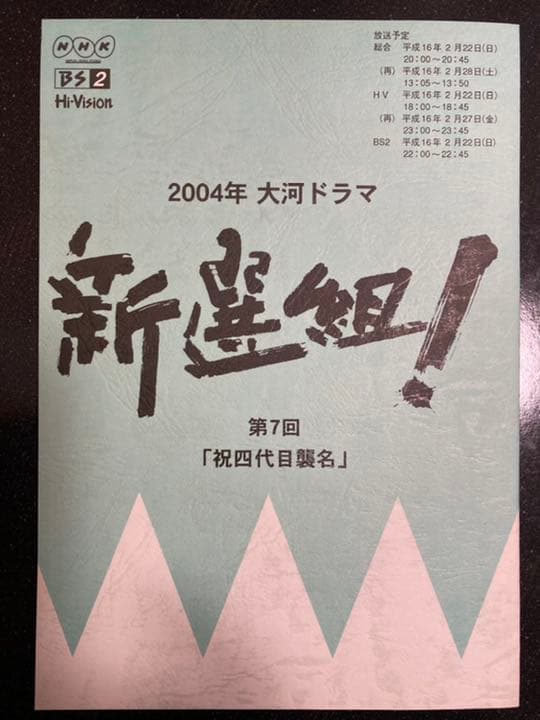 NHK
BS2
Hi-Vision
放送予定
総合 平成16年 2月22日(日)
20:00～20:45
(再) 平成16年 2月28日(土)
13:05～13:50
HV 平成16年 2月22日(日)
18:00～18:45
(再) 平成16年 2月27日(金)
23:00～23:45
BS2 平成16年 2月22日(日)
22:00～22:45
2004年 大河ドラマ
新選組!
第7回
「祝四代目襲名」